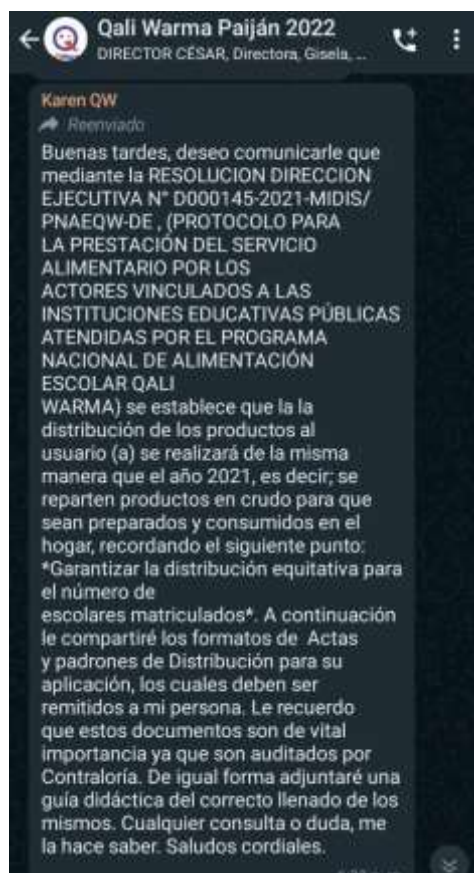 Qali Warma Paiján 2022
DIRECTOR CÉSAR, Directora, Gisela, ...
Karen QW
Reenviado
Buenas tardes, deseo comunicarle que
mediante la RESOLUCION DIRECCION
EJECUTIVA N° D000145-2021-MIDIS/
PNAEQW-DE , (PROTOCOLO PARA
LA PRESTACIÓN DEL SERVICIO
ALIMENTARIO POR LOS
ACTORES VINCULADOS A LAS
INSTITUCIONES EDUCATIVAS PÚBLICAS
ATENDIDAS POR EL PROGRAMA
NACIONAL DE ALIMENTACIÓN
ESCOLAR QALI
WARMA) se establece que la la
distribución de los productos al
usuario (a) se realizará de la misma
manera que el año 2021, es decir; se
reparten productos en crudo para que
sean preparados y consumidos en el
hogar, recordando el siguiente punto:
*Garantizar la distribución equitativa para
el número de
escolares matriculados*. A continuación
le compartiré los formatos de Actas
y padrones de Distribución para su
aplicación, los cuales deben ser
remitidos a mi persona. Le recuerdo
que estos documentos son de vital
importancia ya que son auditados por
Contraloría. De igual forma adjuntaré una
guía didáctica del correcto llenado de los
mismos. Cualquier consulta o duda, me
la hace saber. Saludos cordiales.